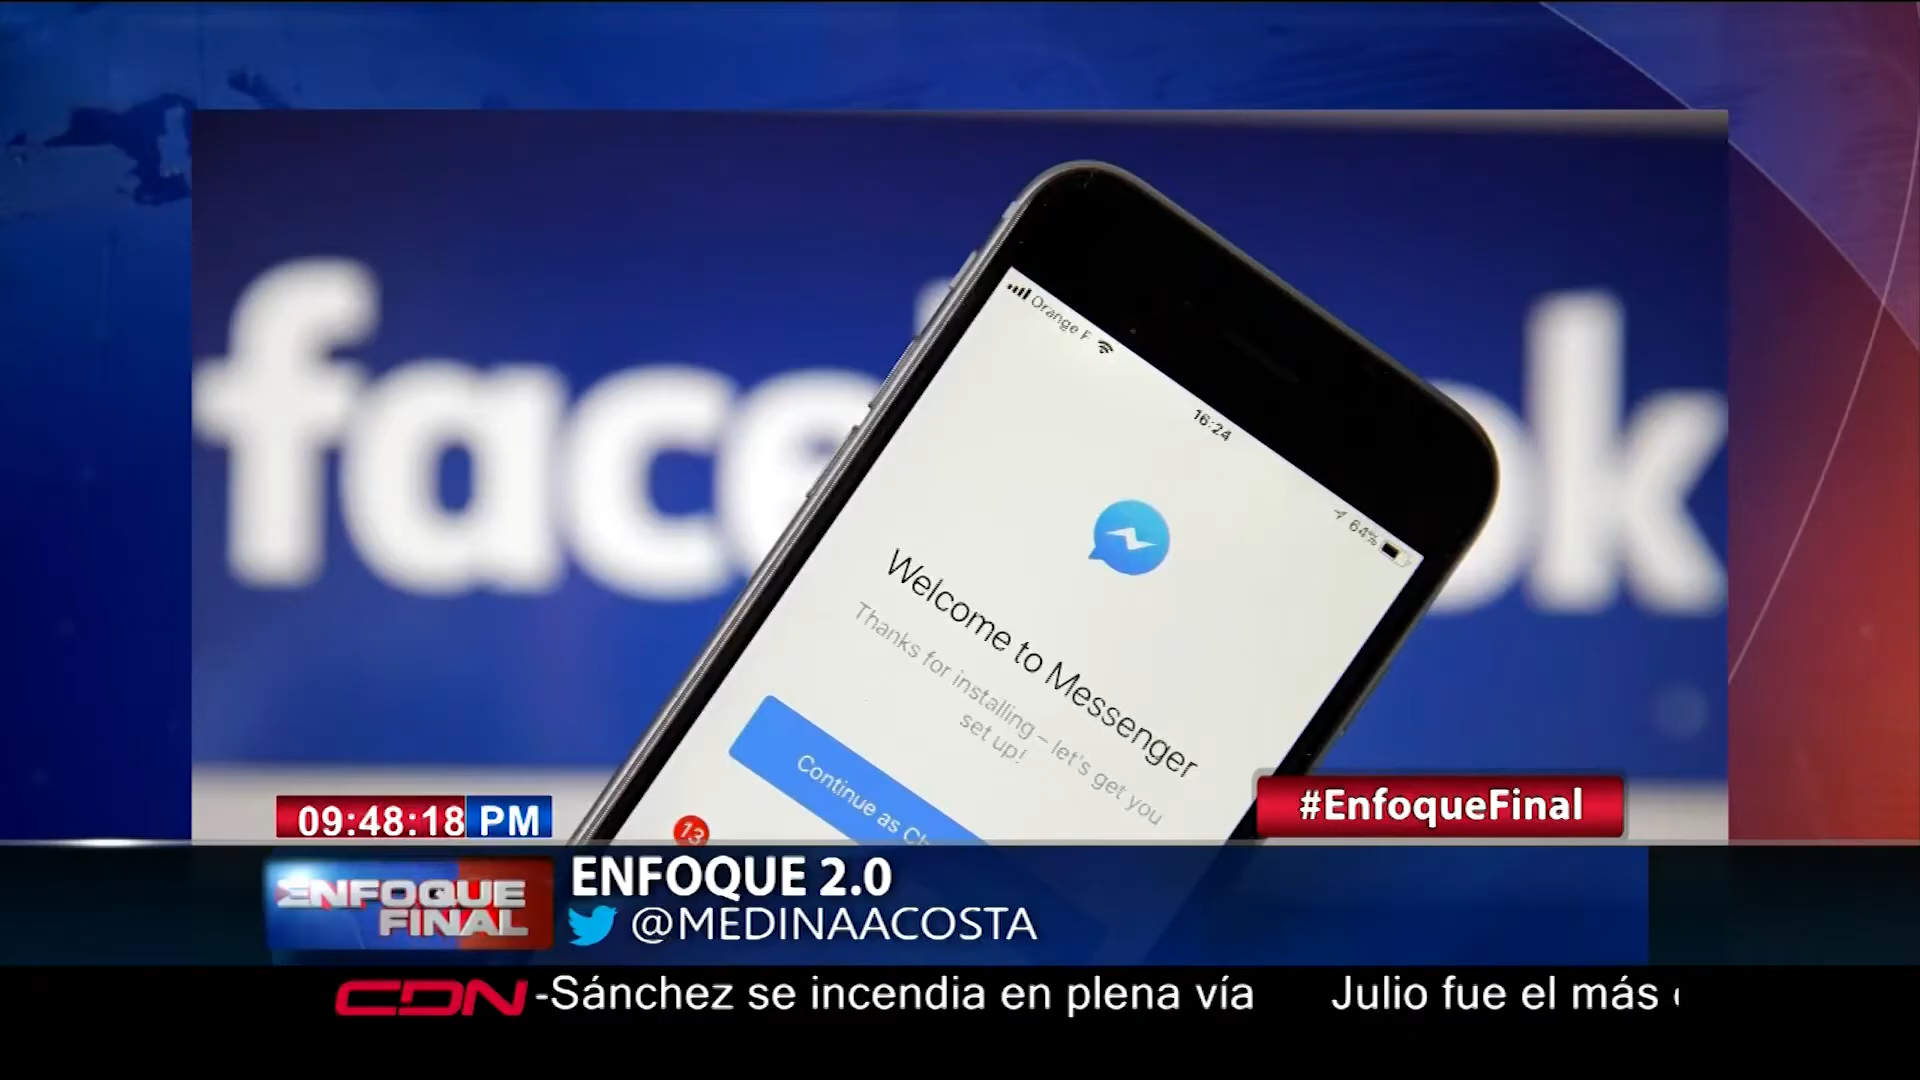 facebook
Orange F
16:24
64%
Welcome to Messenger
Thanks for installing – let's get you
set up!
Continue as Ch
13
#EnfoqueFinal
09:48:18 PM
ENFOQUE
FINAL
ENFOQUE 2.0
@MEDINAACOSTA
CDN -Sánchez se incendia en plena vía Julio fue el más